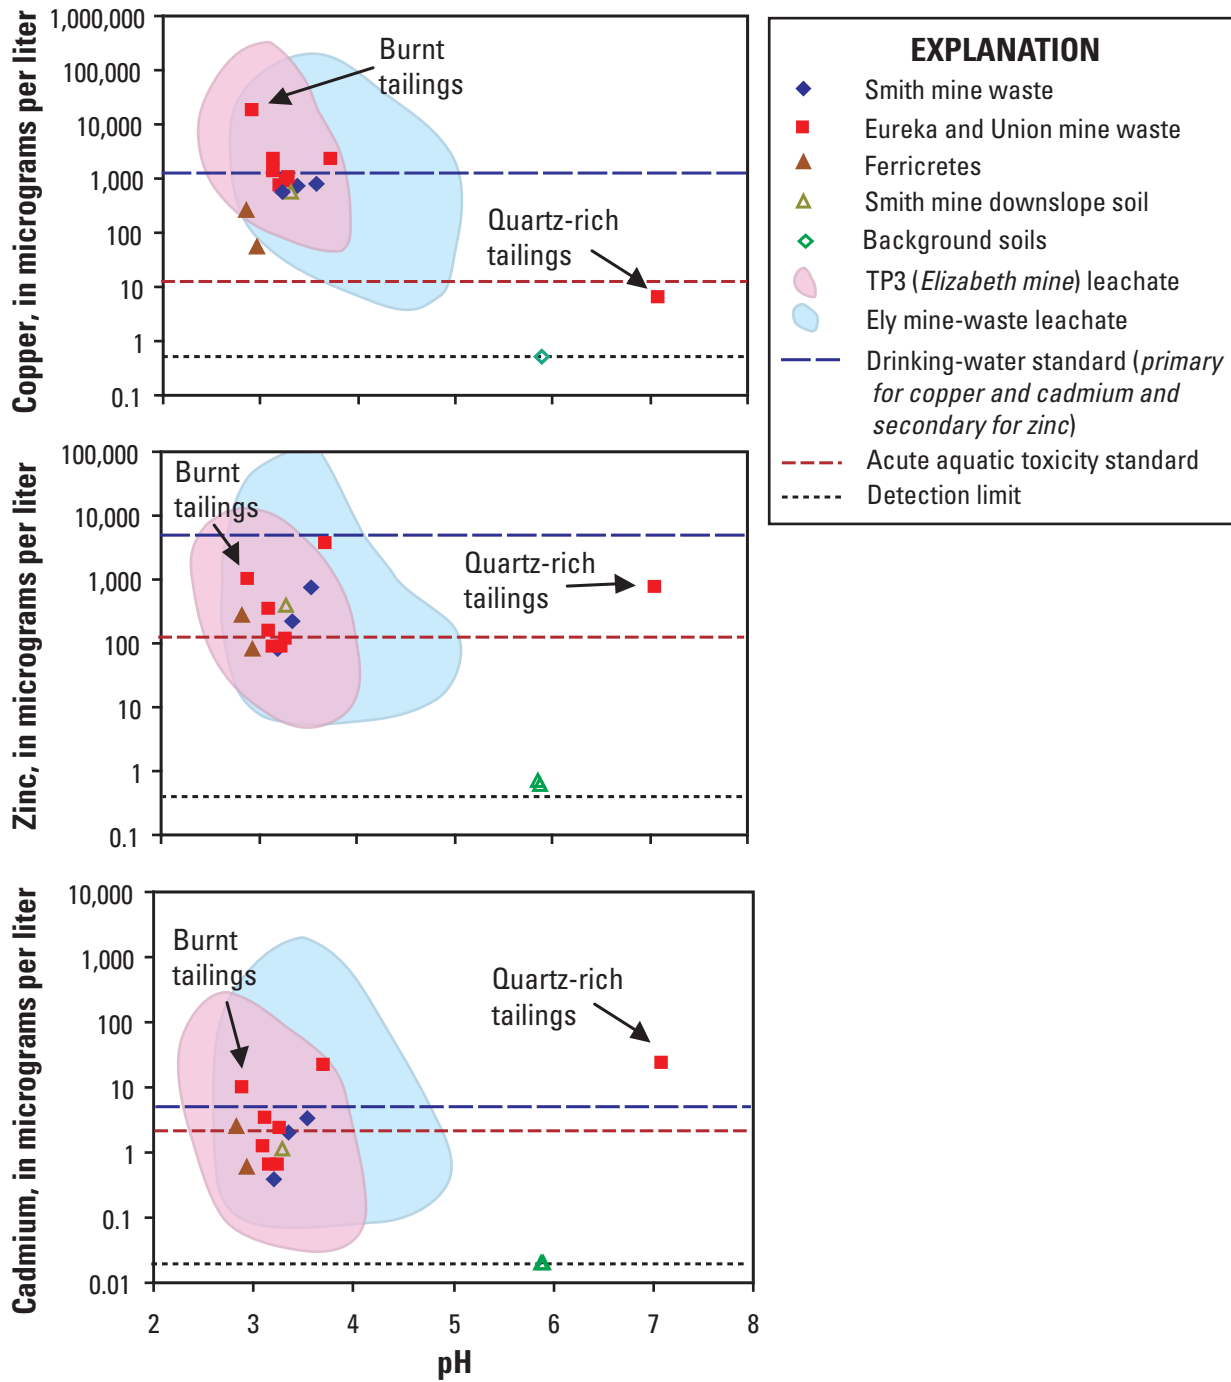 Copper, in micrograms per liter
1,000,000
100,000
10,000
1,000
100
10
1
0.1
Burnt
tailings
Quartz-rich
tailings
EXPLANATION
Smith mine waste
Eureka and Union mine waste
Ferricretes
Smith mine downslope soil
Background soils
TP3 (Elizabeth mine) leachate
Ely mine-waste leachate
Drinking-water standard (primary
for copper and cadmium and
secondary for zinc)
Acute aquatic toxicity standard
Detection limit
Zinc, in micrograms per liter
100,000
10,000
1,000
100
10
1
0.1
Burnt
tailings
Quartz-rich
tailings
Cadmium, in micrograms per liter
10,000
1,000
100
10
1
0.1
0.01
Burnt
tailings
Quartz-rich
tailings
2 3 4 5 6 7 8
pH